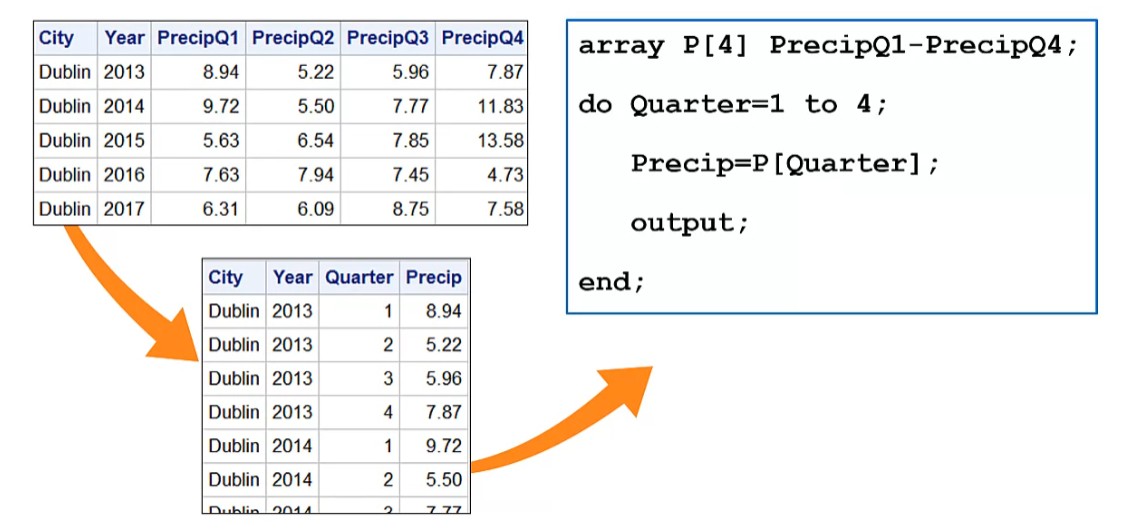 City Year PrecipQ1 PrecipQ2 PrecipQ3 PrecipQ4
Dublin 2013 8.94 5.22 5.96 7.87
Dublin 2014 9.72 5.50 7.77 11.83
Dublin 2015 5.63 6.54 7.85 13.58
Dublin 2016 7.63 7.94 7.45 4.73
Dublin 2017 6.31 6.09 8.75 7.58
City Year Quarter Precip
Dublin 2013 1 8.94
Dublin 2013 2 5.22
Dublin 2013 3 5.96
Dublin 2013 4 7.87
Dublin 2014 1 9.72
Dublin 2014 2 5.50
Dublin 2014 3 7.77
array P[4] PrecipQ1-PrecipQ4;
do Quarter=1 to 4;
Precip=P[Quarter];
output;
end;